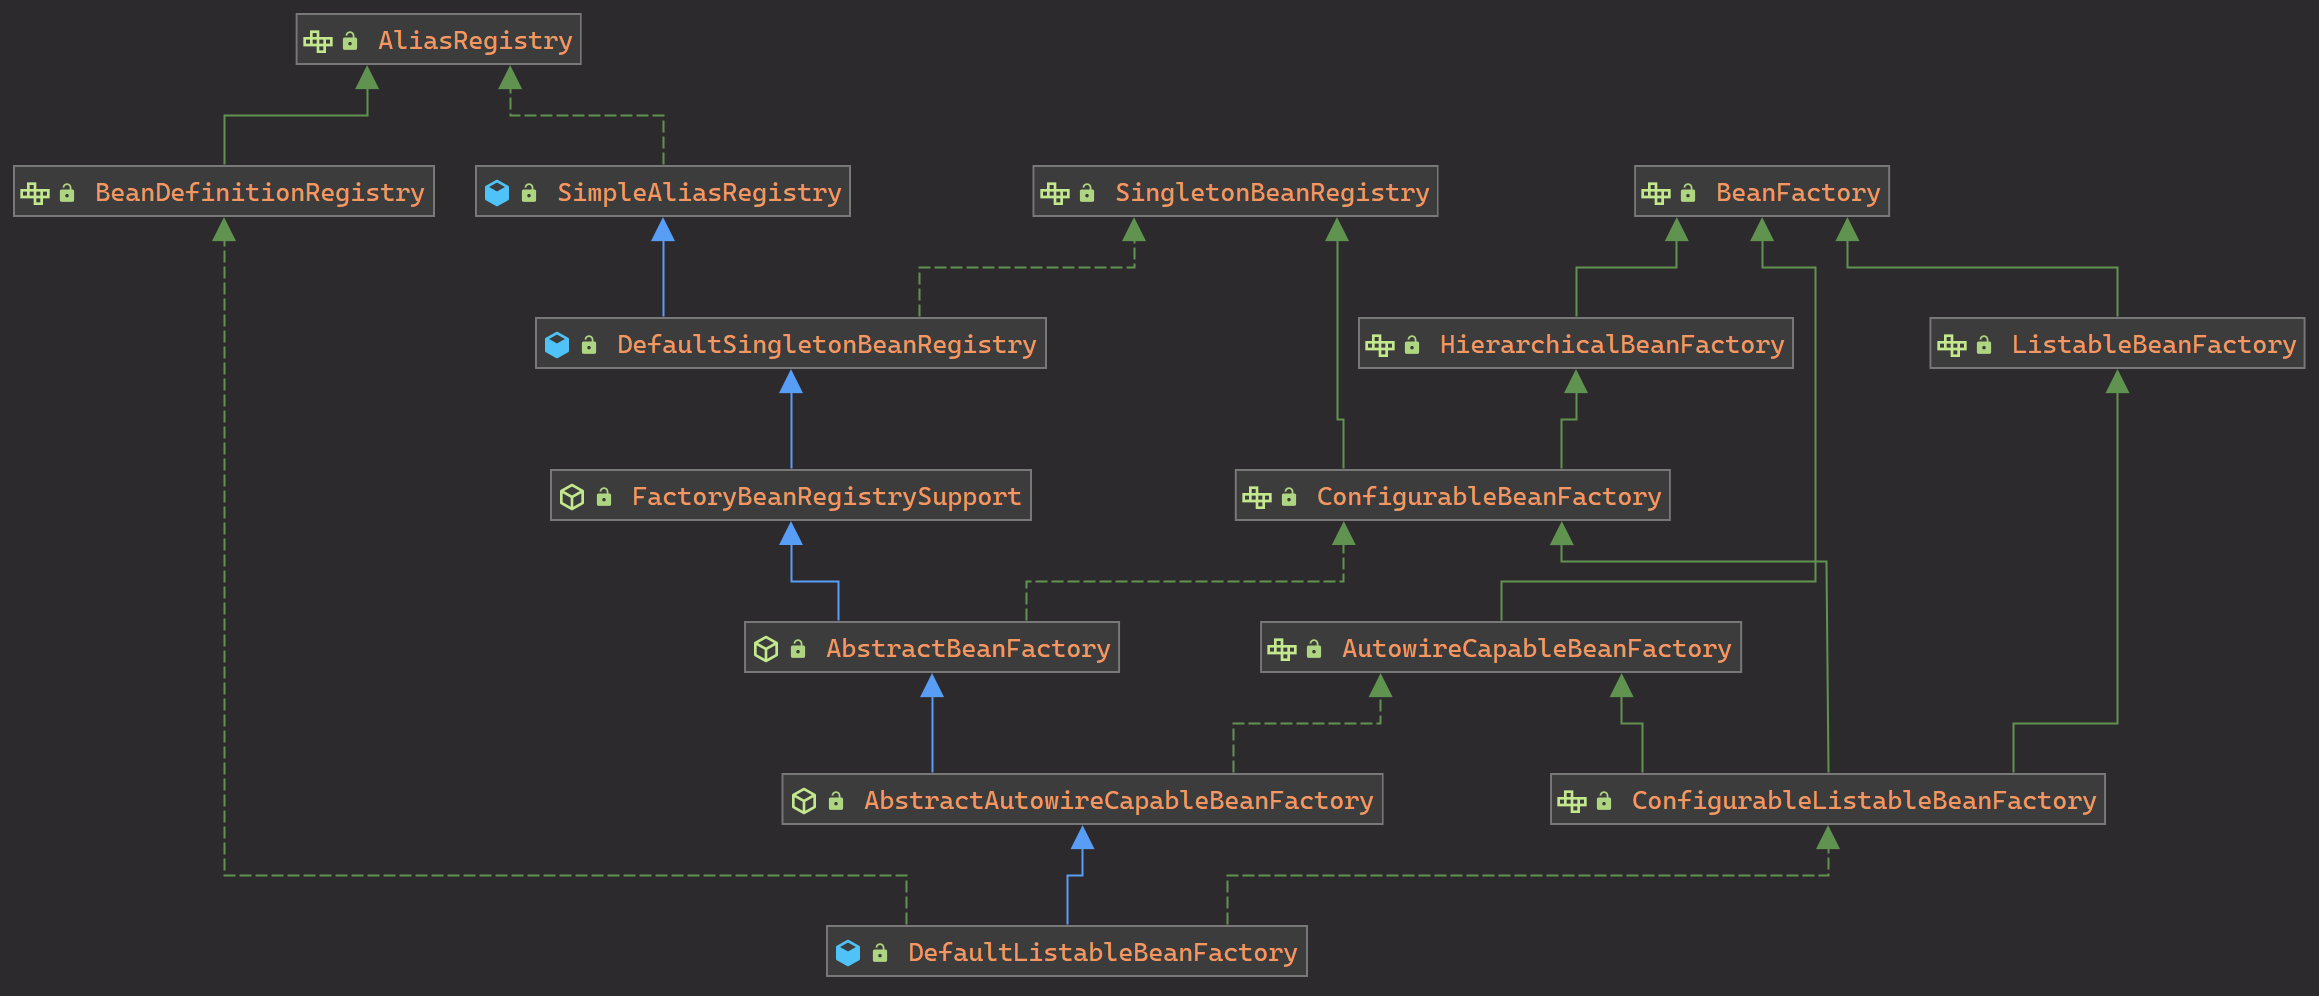 AliasRegistry
BeanDefinitionRegistry
SimpleAliasRegistry
SingletonBeanRegistry
BeanFactory
DefaultSingletonBeanRegistry
HierarchicalBeanFactory
ListableBeanFactory
FactoryBeanRegistrySupport
ConfigurableBeanFactory
AbstractBeanFactory
AutowireCapableBeanFactory
AbstractAutowireCapableBeanFactory
ConfigurableListableBeanFactory
DefaultListableBeanFactory